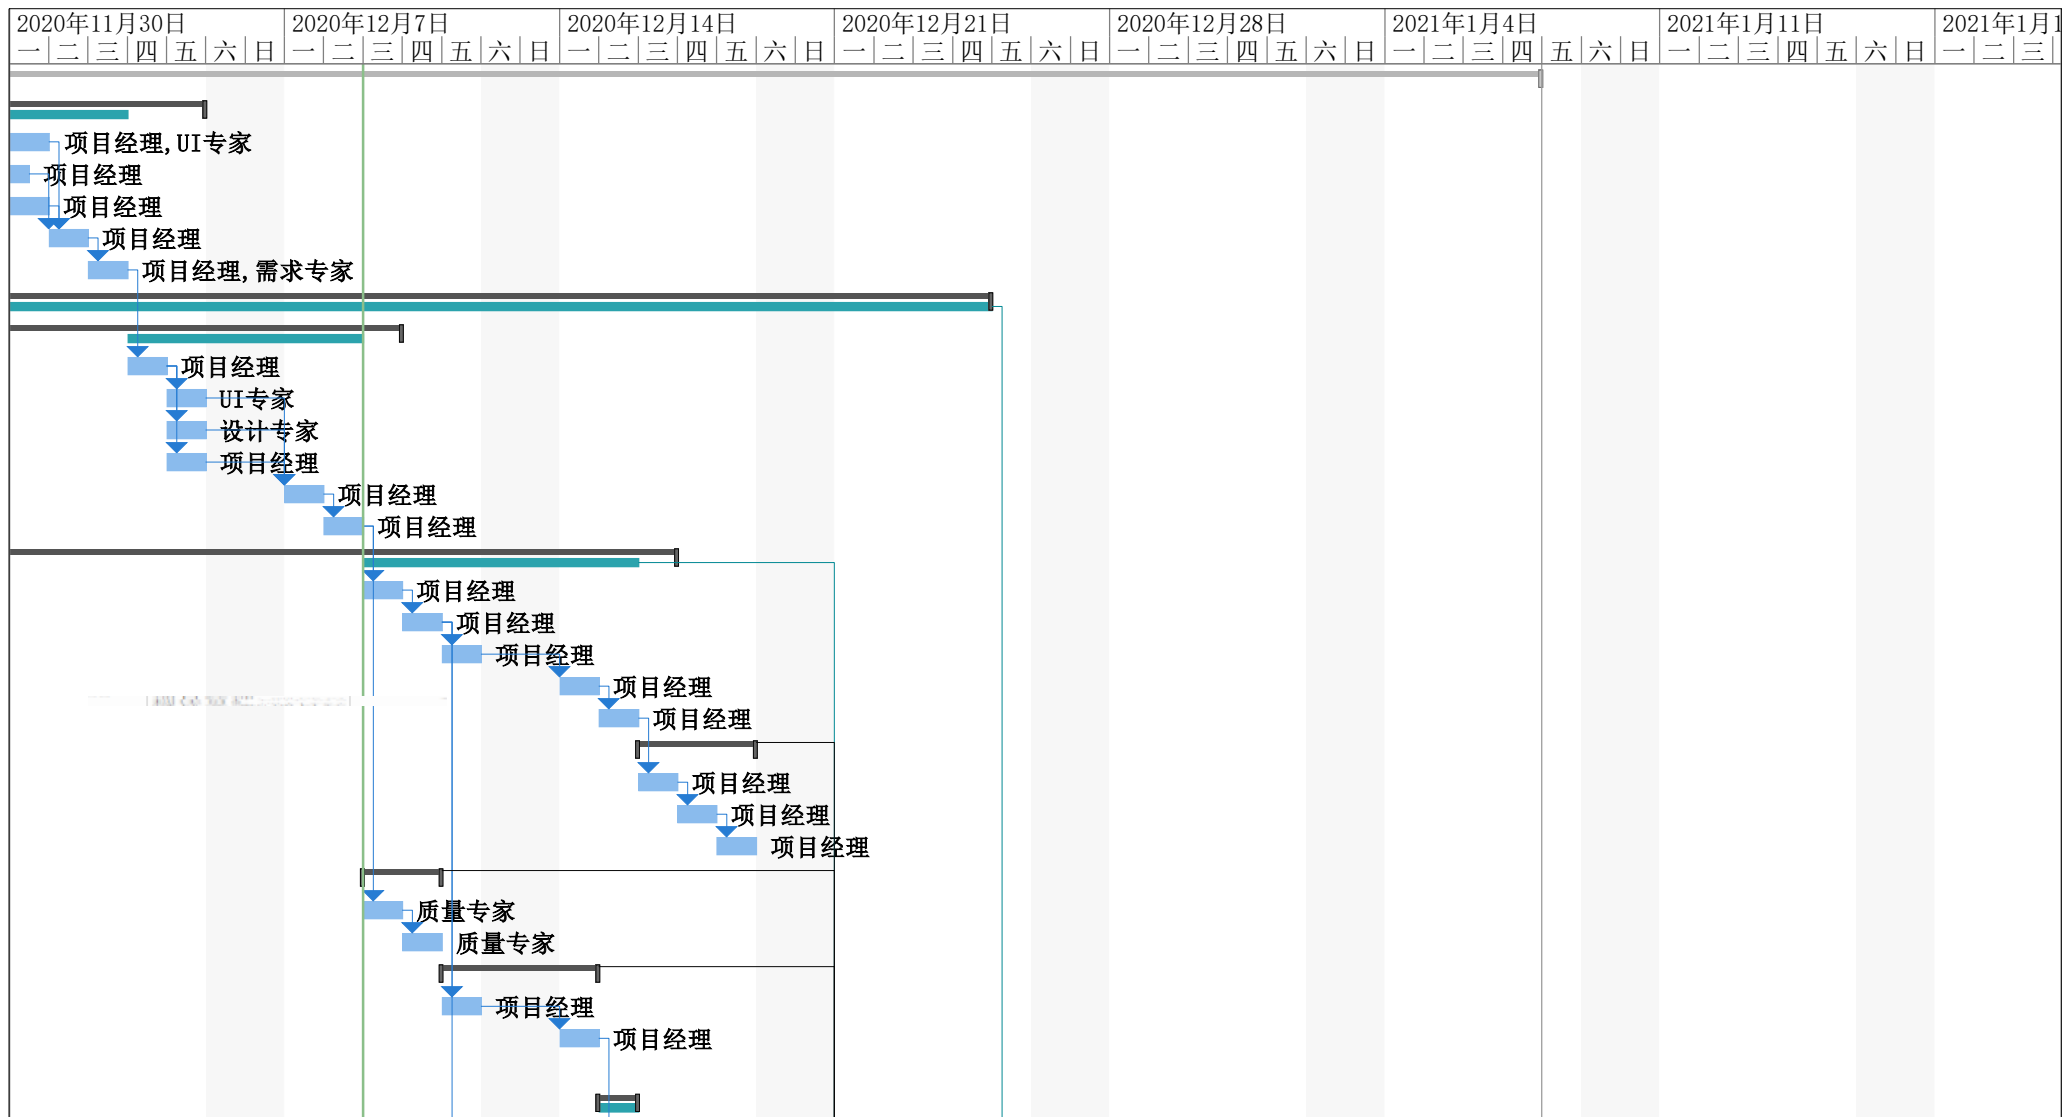 2020年11月30日 2020年12月7日 2020年12月14日 2020年12月21日 2020年12月28日 2021年1月4日 2021年1月11日 2021年1月1
一 二 三 四 五 六 日 一 二 三 四 五 六 日 一 二 三 四 五 六 日 一 二 三 四 五 六 日 一 二 三 四 五 六 日 一 二 三 四 五 六 日 一 二 三 四 五 六 日 一 二 三
项目经理,UI专家
项目经理
项目经理
项目经理
项目经理,需求专家
项目经理
UI专家
设计专家
项目经理
项目经理
项目经理
项目经理
项目经理
项目经理
项目经理
项目经理
项目经理
项目经理
项目经理
质量专家
质量专家
项目经理
项目经理